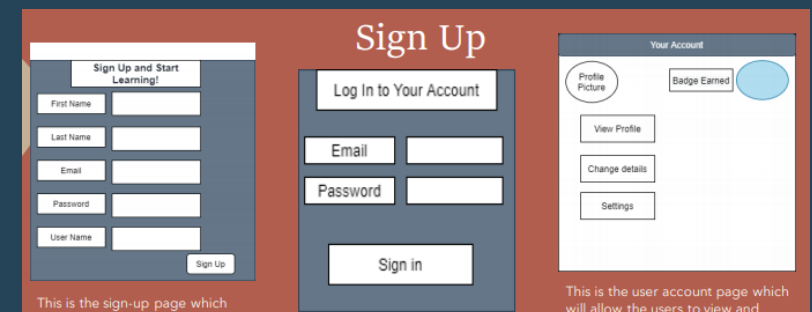 Sign Up
Sign Up and Start
Learning!
First Name
Last Name
Email
Password
User Name
Sign Up
This is the sign-up page which
Log In to Your Account
Email
Password
Sign in
Your Account
Profile
Picture
Badge Earned
View Profile
Change details
Settings
This is the user account page which
will allow the users to view and